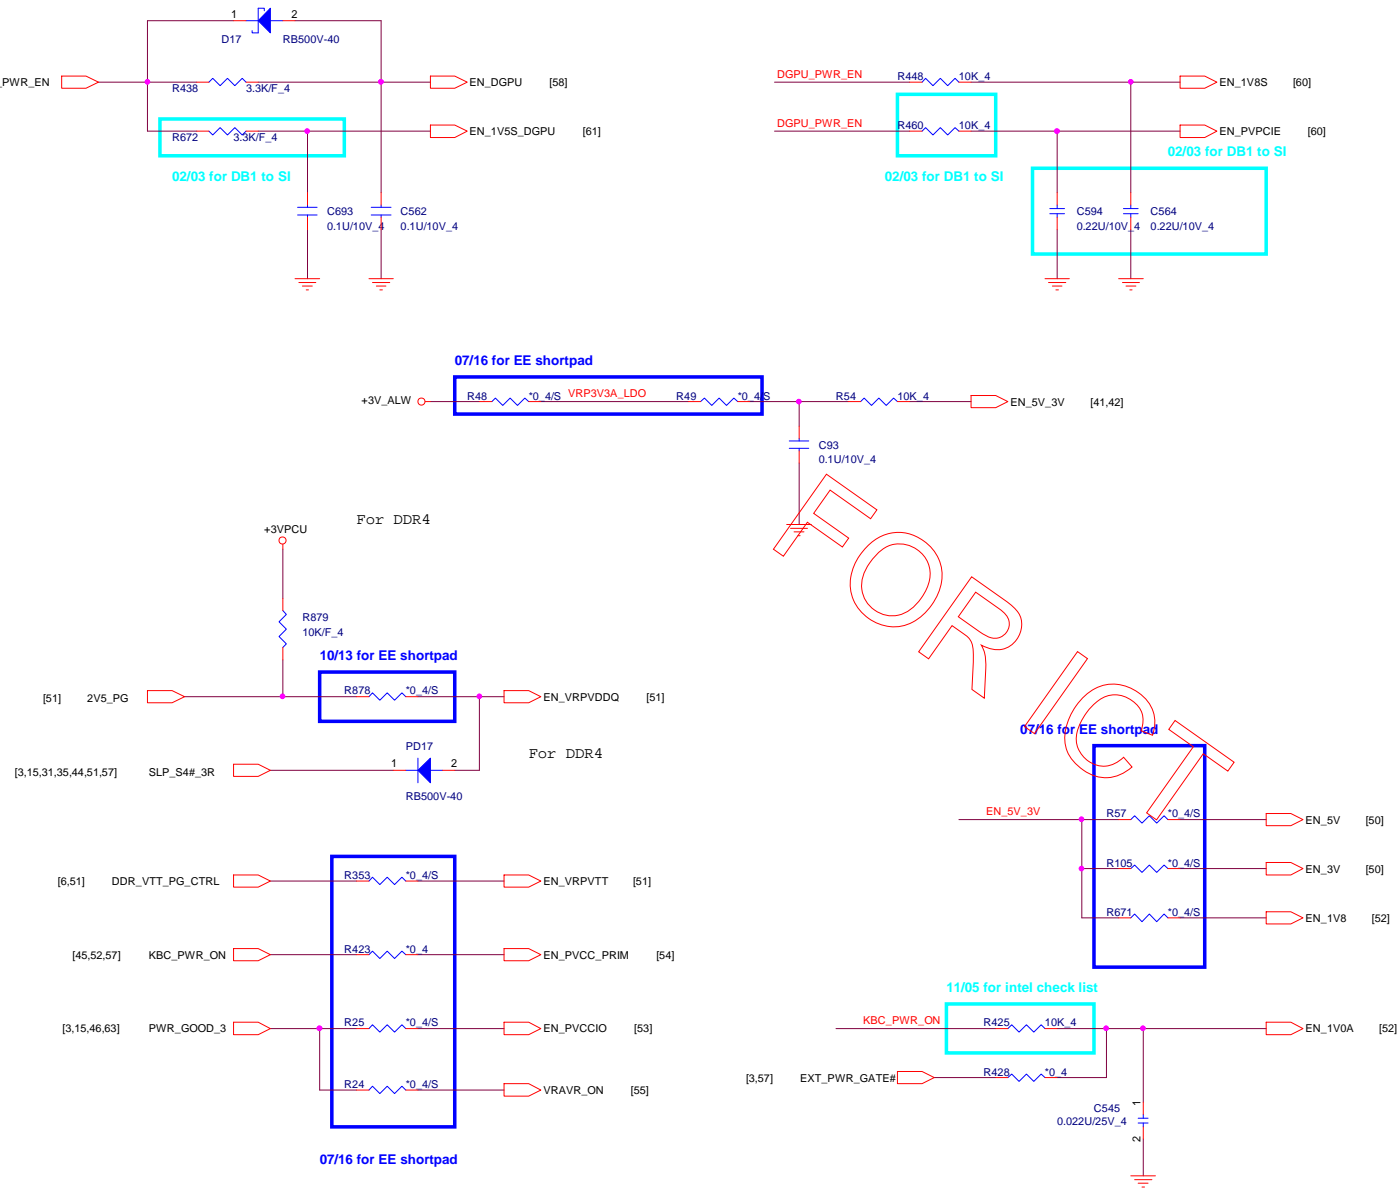 1 2
D17 RB500V-40
_PWR_EN
R438 3.3K/F_4
EN_DGPU [58]
R672 3.3K/F_4
EN_1V5S_DGPU [61]
02/03 for DB1 to SI
C693
0.1U/10V_4
C562
0.1U/10V_4
DGPU_PWR_EN R448 10K_4
EN_1V8S [60]
DGPU_PWR_EN R460 10K_4
EN_PVPCIE [60]
02/03 for DB1 to SI
02/03 for DB1 to SI
C594
0.22U/10V_4
C564
0.22U/10V_4
07/16 for EE shortpad
+3V_ALW R48 *0_4/S VRP3V3A_LDO R49 *0_4/S R54 10K_4 EN_5V_3V [41,42]
C93
0.1U/10V_4
For DDR4
+3VPCU
R879
10K/F_4
10/13 for EE shortpad
[51] 2V5_PG R878 *0_4/S EN_VRPVDDQ [51]
PD17
For DDR4
[3,15,31,35,44,51,57] SLP_S4#_3R 1 2
RB500V-40
FOR ICT
07/16 for EE shortpad
EN_5V_3V R57 *0_4/S EN_5V [50]
R105 *0_4/S EN_3V [50]
R671 *0_4/S EN_1V8 [52]
[6,51] DDR_VTT_PG_CTRL R353 *0_4/S EN_VRPVTT [51]
[45,52,57] KBC_PWR_ON R423 *0_4 EN_PVCC_PRIM [54]
[3,15,46,63] PWR_GOOD_3 R25 *0_4/S EN_PVCCIO [53]
R24 *0_4/S VRAVR_ON [55]
07/16 for EE shortpad
11/05 for intel check list
KBC_PWR_ON R425 10K_4 EN_1V0A [52]
[3,57] EXT_PWR_GATE# R428 *0_4
C545
0.022U/25V_4
1
2